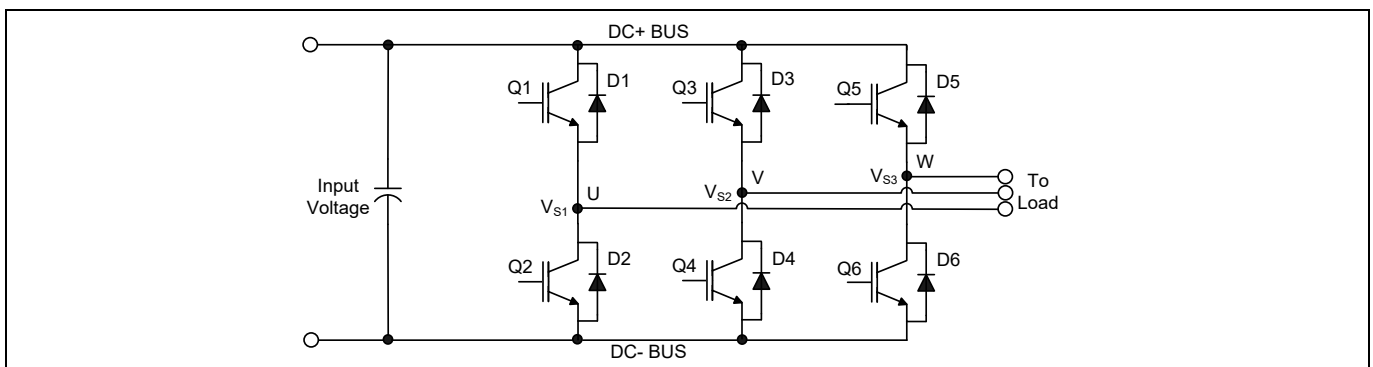 DC+ BUS
Q1
D1
Q3
D3
Q5
D5
Input
Voltage
U
V
W
VS1
VS2
VS3
To
Load
Q2
D2
Q4
D4
Q6
D6
DC- BUS